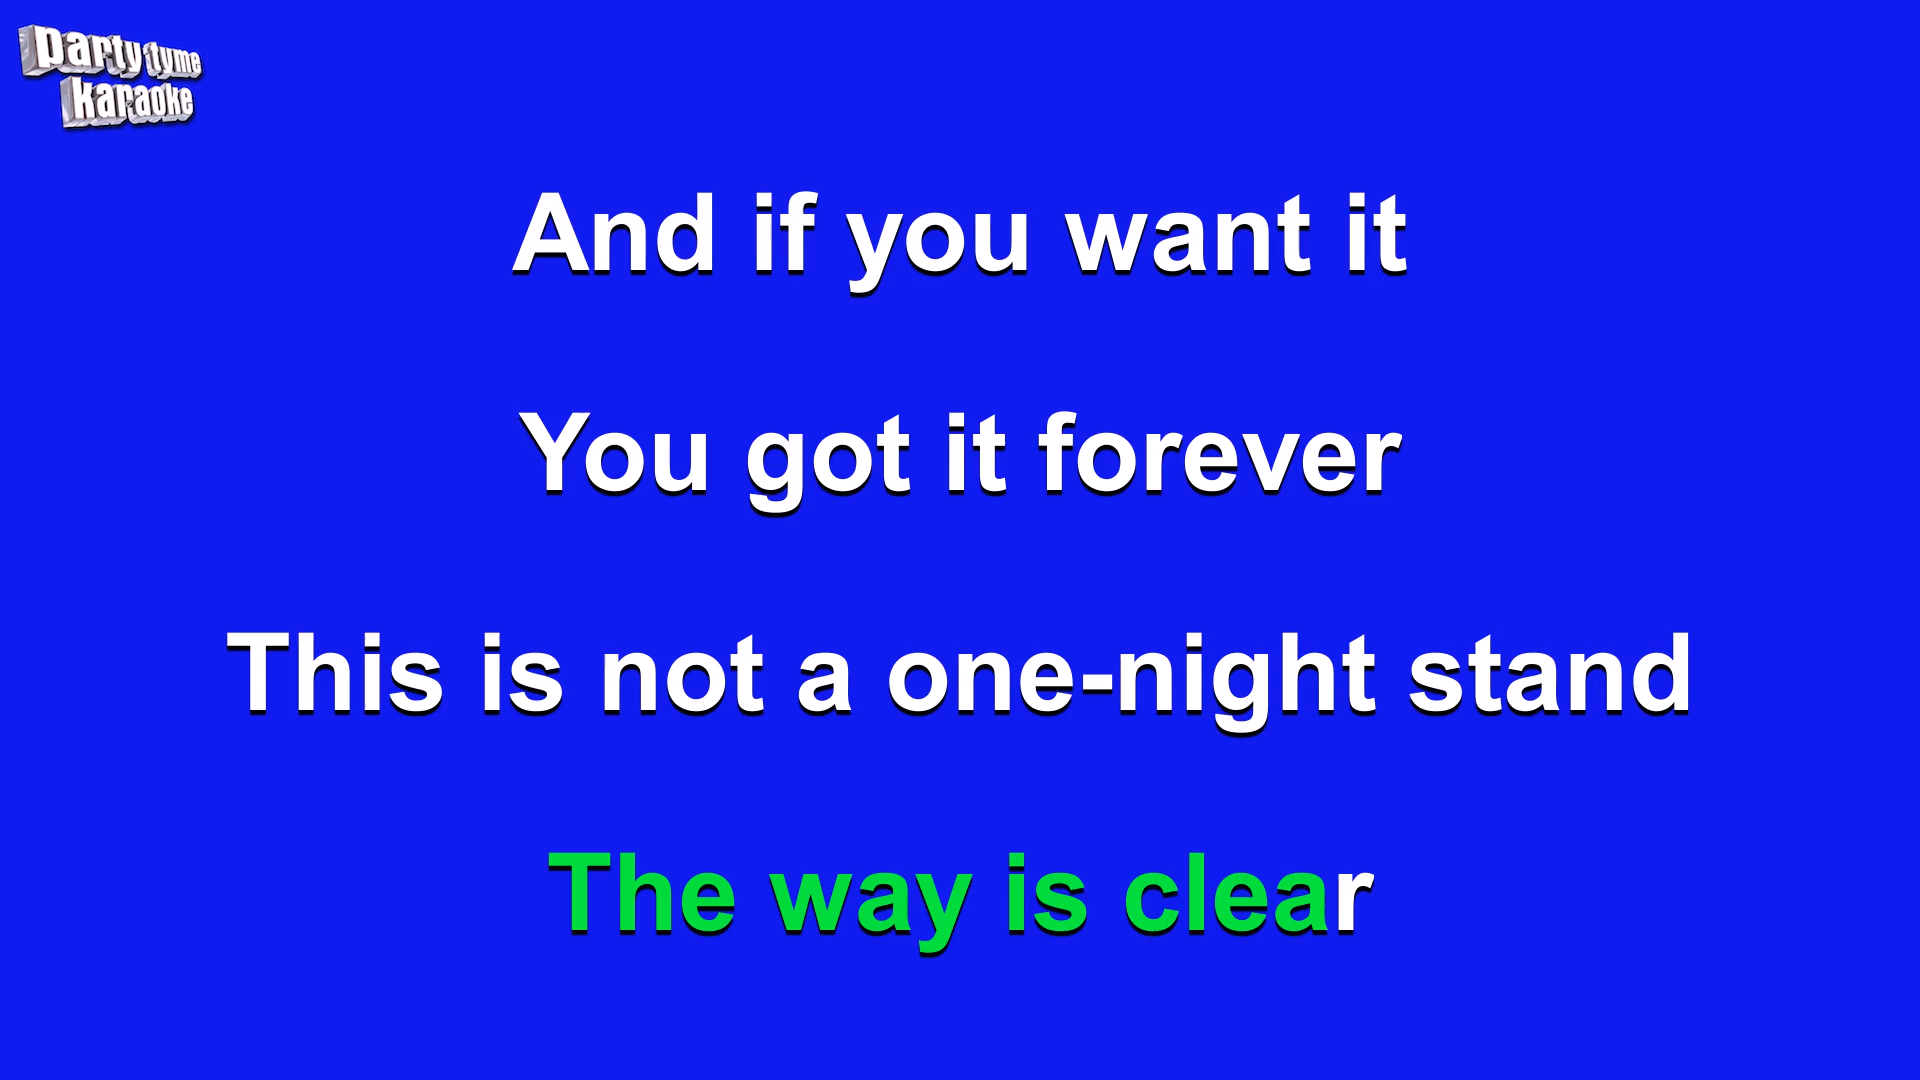 party tyme
karaoke
And if you want it
You got it forever
This is not a one-night stand
The way is clear